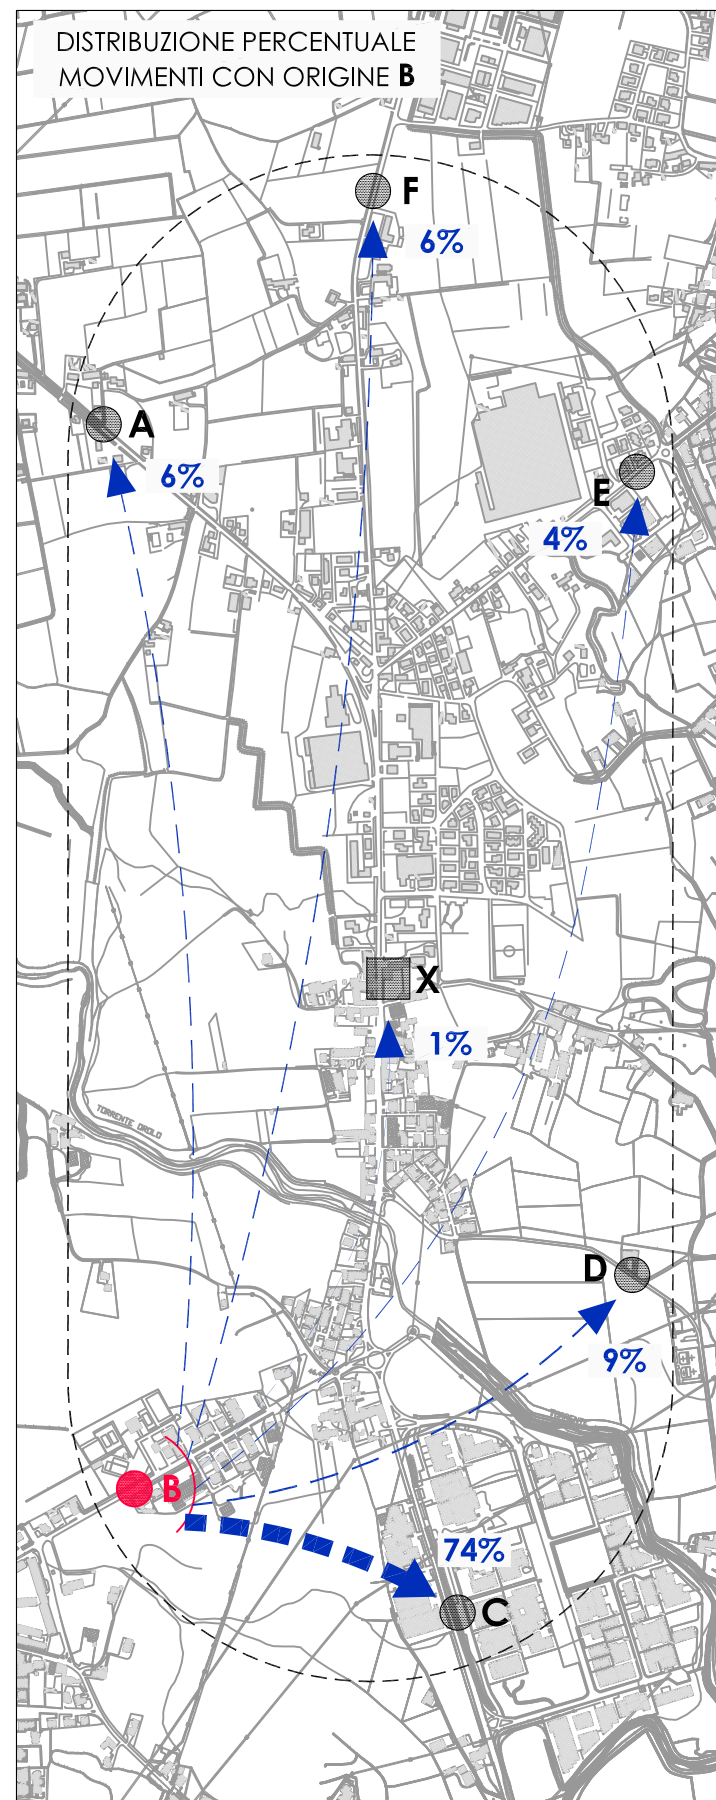 DISTRIBUZIONE PERCENTUALE
MOVIMENTI CON ORIGINE B
F
6%
A
6%
E
4%
X
1%
TORRENTE OROLO
D
9%
B
74%
C